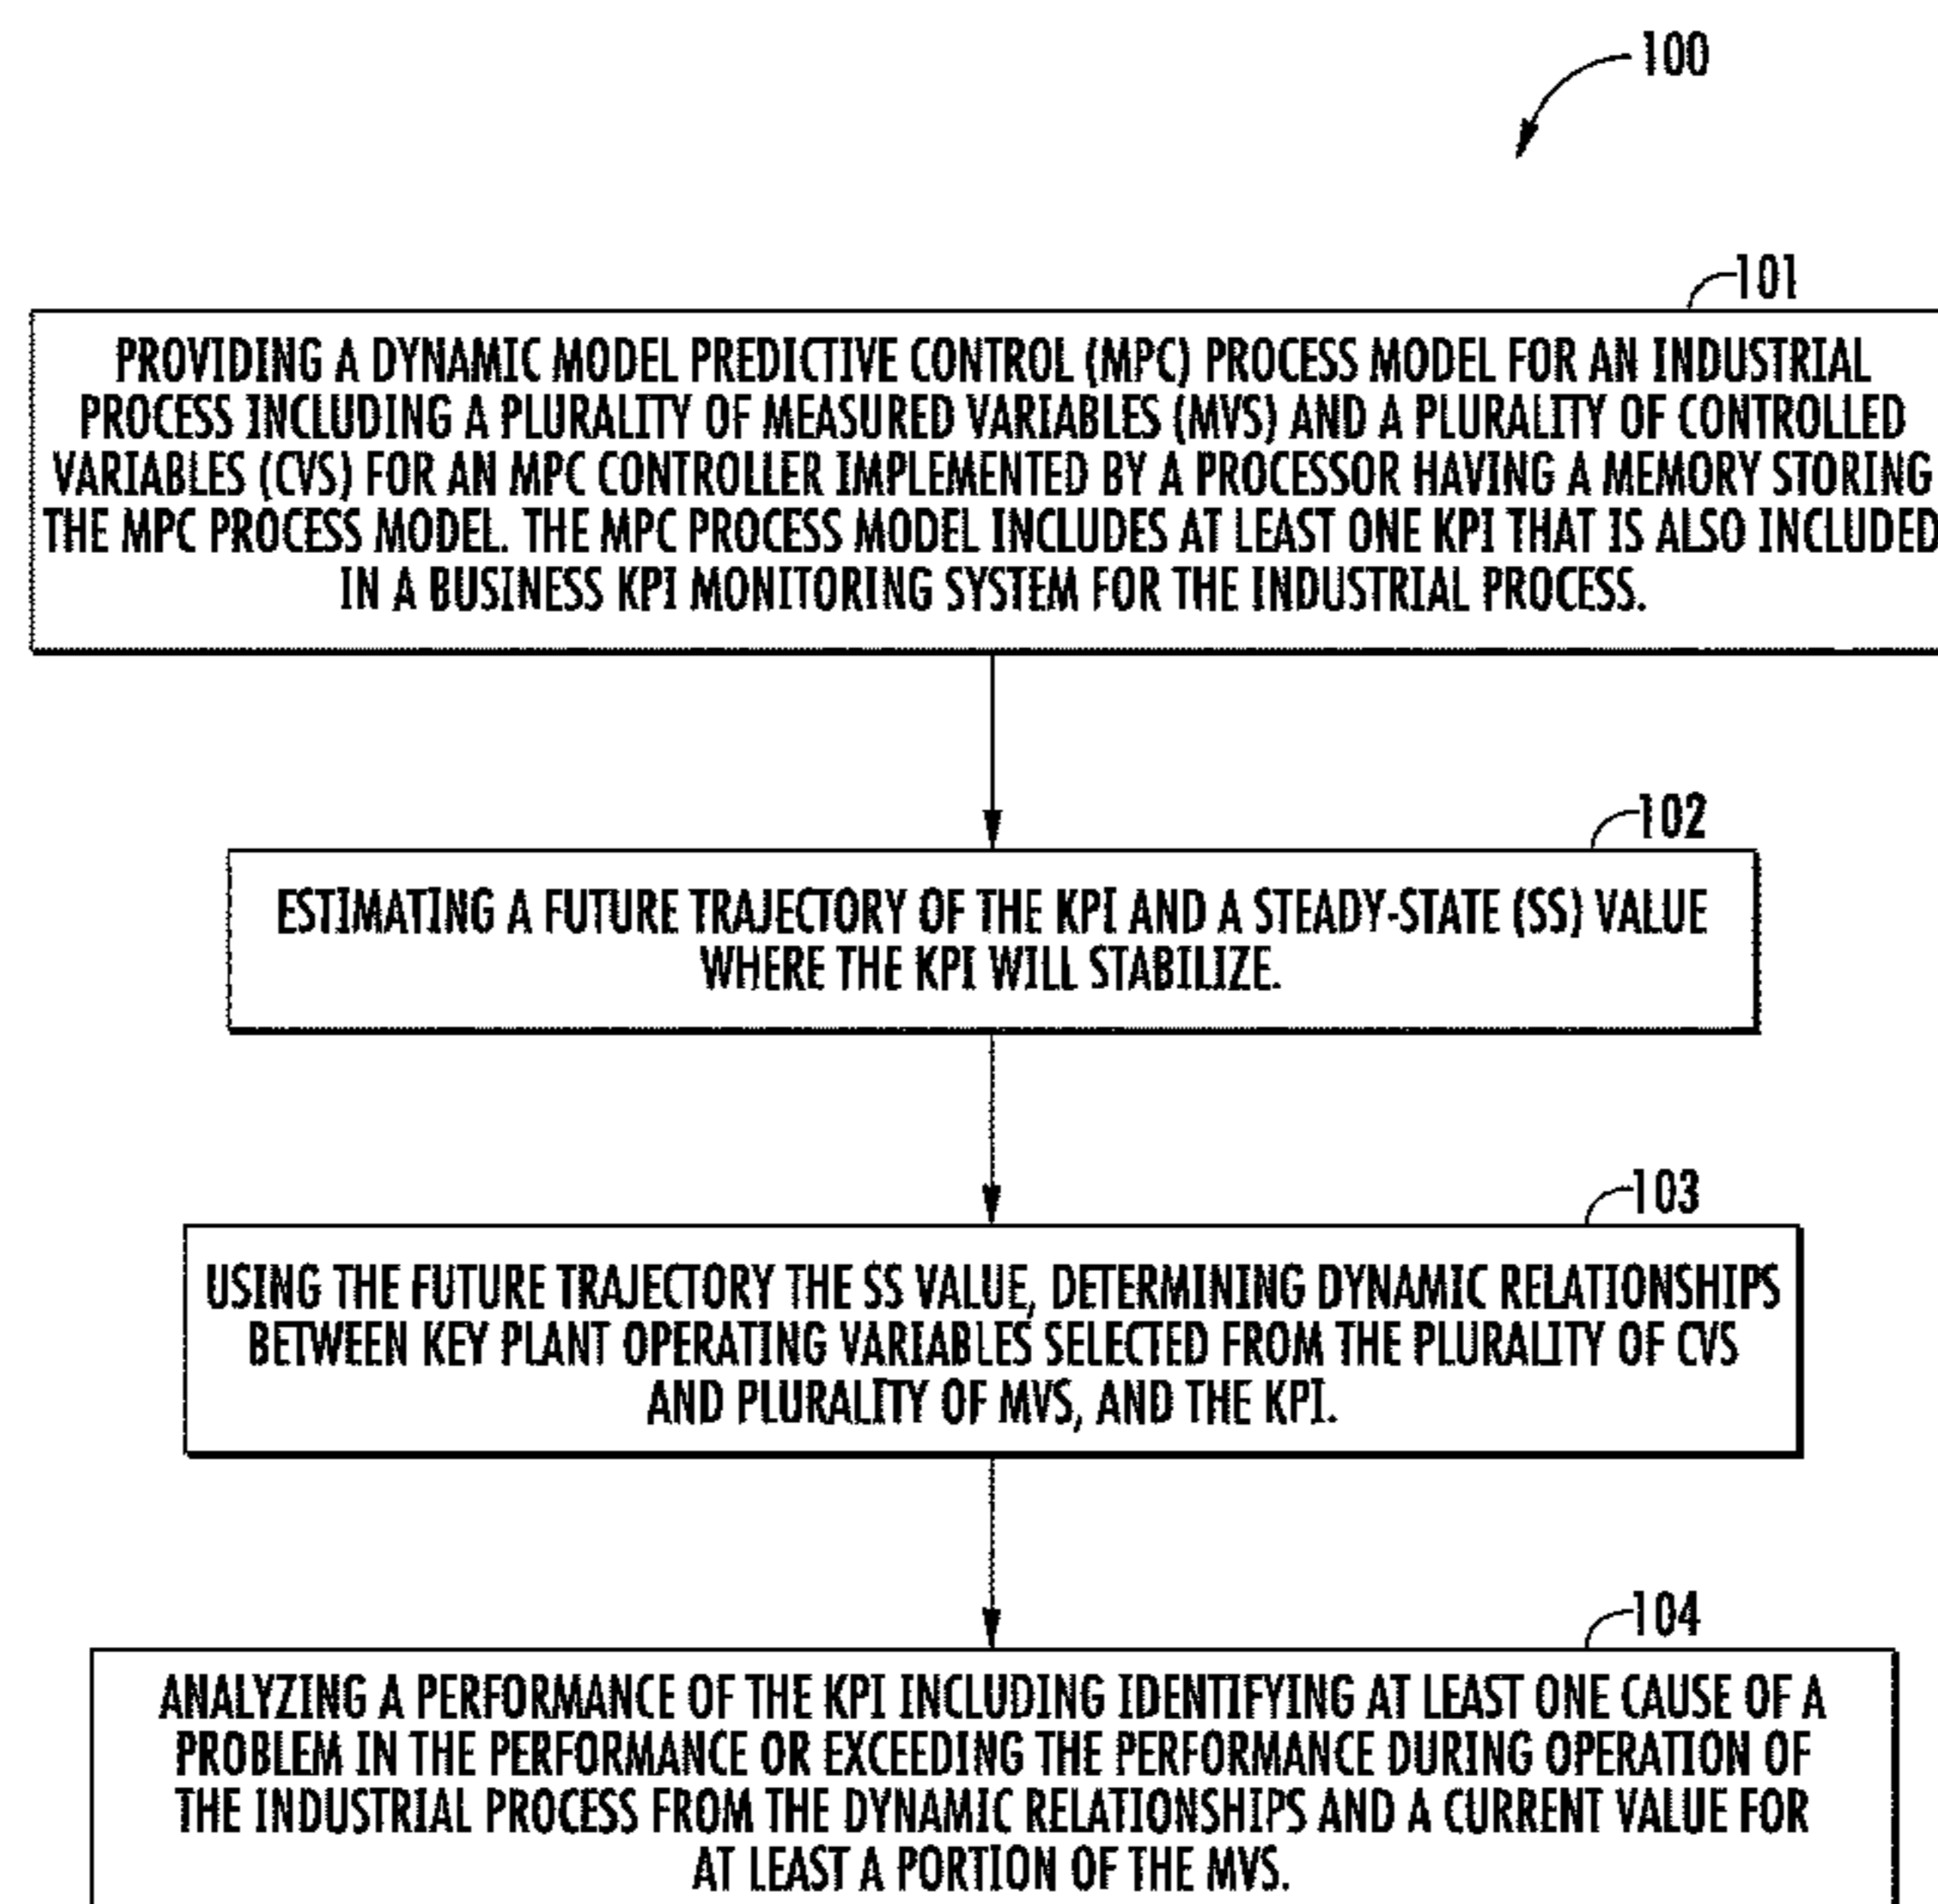 100
101
PROVIDING A DYNAMIC MODEL PREDICTIVE CONTROL (MPC) PROCESS MODEL FOR AN INDUSTRIAL
PROCESS INCLUDING A PLURALITY OF MEASURED VARIABLES (MVS) AND A PLURALITY OF CONTROLLED
VARIABLES (CVS) FOR AN MPC CONTROLLER IMPLEMENTED BY A PROCESSOR HAVING A MEMORY STORING
THE MPC PROCESS MODEL. THE MPC PROCESS MODEL INCLUDES AT LEAST ONE KPI THAT IS ALSO INCLUDED
IN A BUSINESS KPI MONITORING SYSTEM FOR THE INDUSTRIAL PROCESS.
102
ESTIMATING A FUTURE TRAJECTORY OF THE KPI AND A STEADY-STATE (SS) VALUE
WHERE THE KPI WILL STABILIZE.
103
USING THE FUTURE TRAJECTORY THE SS VALUE, DETERMINING DYNAMIC RELATIONSHIPS
BETWEEN KEY PLANT OPERATING VARIABLES SELECTED FROM THE PLURALITY OF CVS
AND PLURALITY OF MVS, AND THE KPI.
104
ANALYZING A PERFORMANCE OF THE KPI INCLUDING IDENTIFYING AT LEAST ONE CAUSE OF A
PROBLEM IN THE PERFORMANCE OR EXCEEDING THE PERFORMANCE DURING OPERATION OF
THE INDUSTRIAL PROCESS FROM THE DYNAMIC RELATIONSHIPS AND A CURRENT VALUE FOR
AT LEAST A PORTION OF THE MVS.